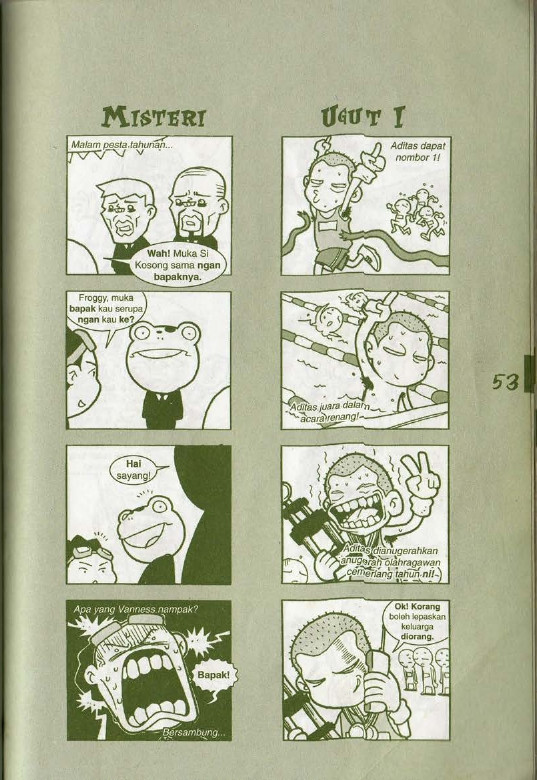 MISTERI
Malam pesta tahunan...
Wah! Muka Si
Kosong sama ngan
bapaknya.
Froggy, muka
bapak kau serupa
ngan kau ke?
Hai
sayang!
Apa yang Vanness nampak?
Bapak!
Bersambung...
UGUT 1
Aditas dapat
nombor 1!
Aditas juara dalam
acara renang!
Aditas dianugerahkan
anugerah olahragawan
cemerlang tahun ni!
Ok! Korang
boleh lepaskan
keluarga
diorang.
53